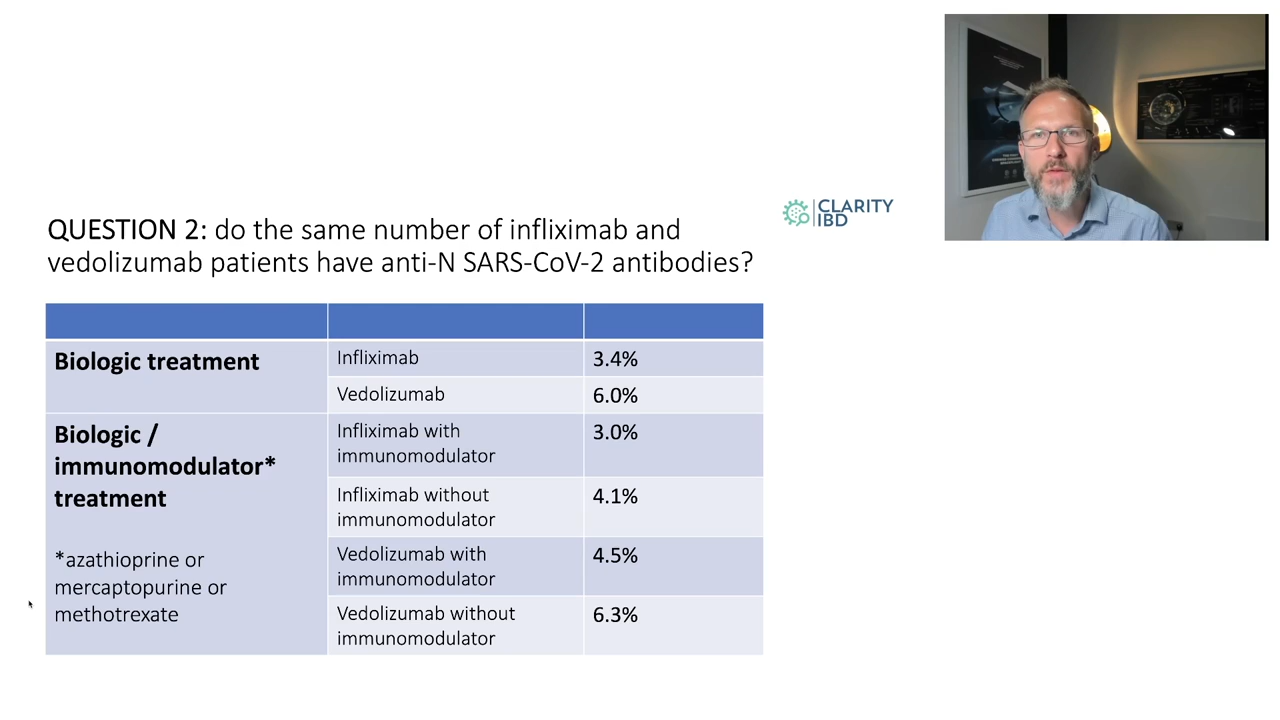 CLARITY
IBD
QUESTION 2: do the same number of infliximab and
vedolizumab patients have anti-N SARS-CoV-2 antibodies?
Biologic treatment
Infliximab
3.4%
Vedolizumab
6.0%
Biologic /
immunomodulator*
treatment
*azathioprine or
mercaptopurine or
methotrexate
Infliximab with
immunomodulator
3.0%
Infliximab without
immunomodulator
4.1%
Vedolizumab with
immunomodulator
4.5%
Vedolizumab without
immunomodulator
6.3%